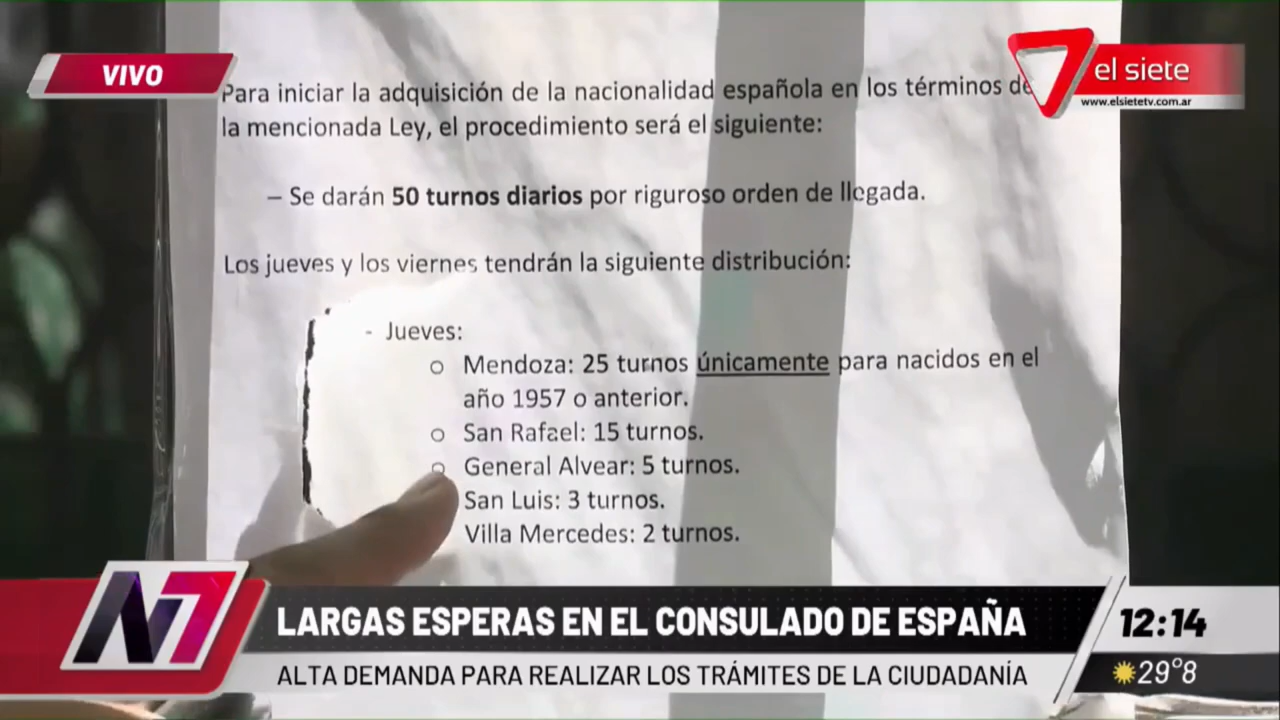 VIVO
el siete
www.elsietetv.com.ar
Para iniciar la adquisición de la nacionalidad española en los términos de
la mencionada Ley, el procedimiento será el siguiente:
– Se darán 50 turnos diarios por riguroso orden de llegada.
Los jueves y los viernes tendrán la siguiente distribución:
- Jueves:
o Mendoza: 25 turnos únicamente para nacidos en el
año 1957 o anterior.
o San Rafael: 15 turnos.
o General Alvear: 5 turnos.
San Luis: 3 turnos.
Villa Mercedes: 2 turnos.
N7
LARGAS ESPERAS EN EL CONSULADO DE ESPAÑA
12:14
ALTA DEMANDA PARA REALIZAR LOS TRÁMITES DE LA CIUDADANÍA
29°8